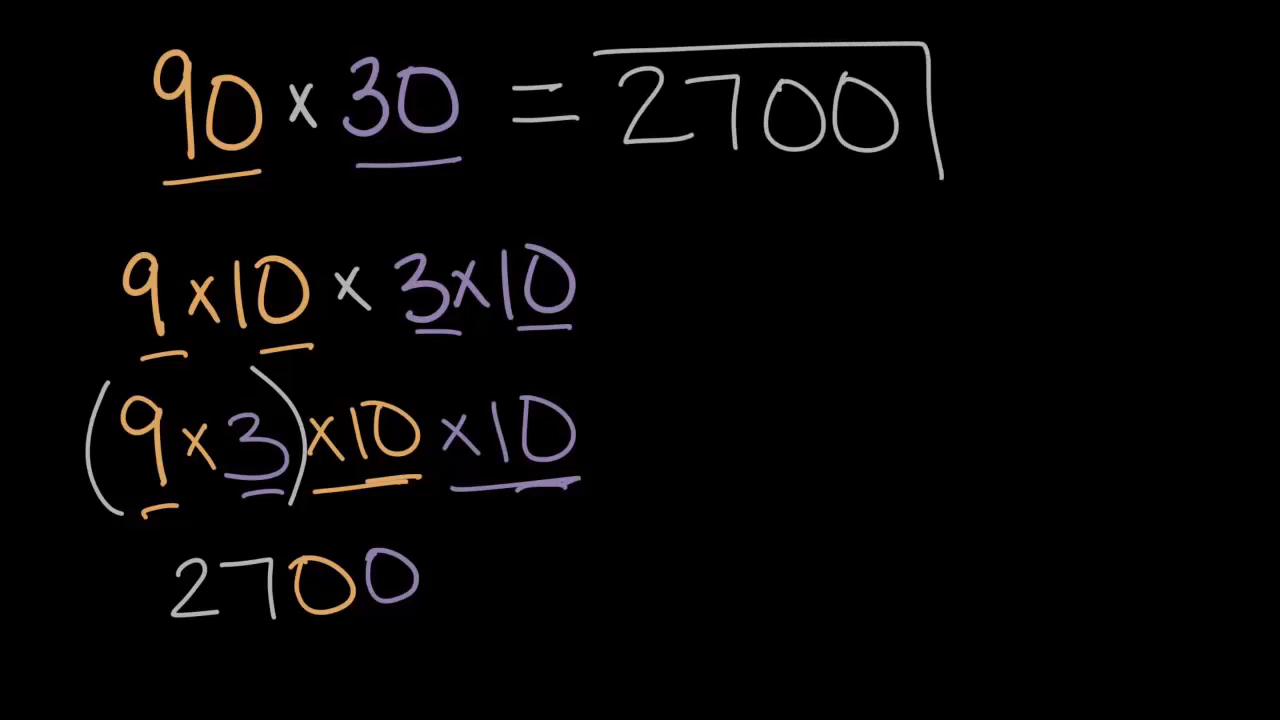 90 × 30 = 2700
9 × 10 × 3 × 10
(9 × 3) × 10 × 10
2700